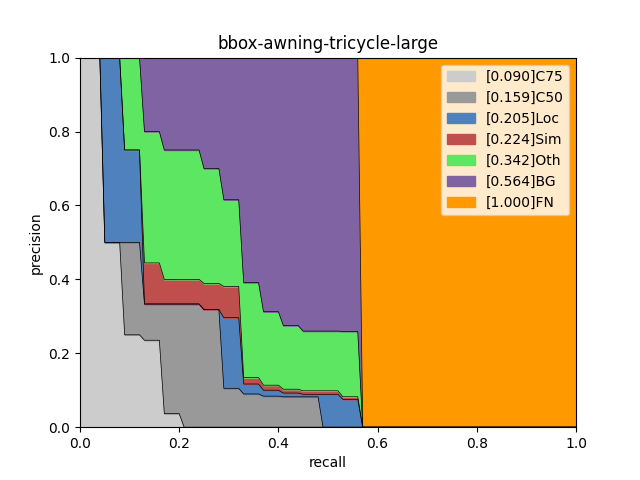 bbox-awning-tricycle-large
1.0
0.8
0.6
0.4
0.2
0.0
precision
[0.090]C75
[0.159]C50
[0.205]Loc
[0.224]Sim
[0.342]Oth
[0.564]BG
[1.000]FN
0.0 0.2 0.4 0.6 0.8 1.0
recall